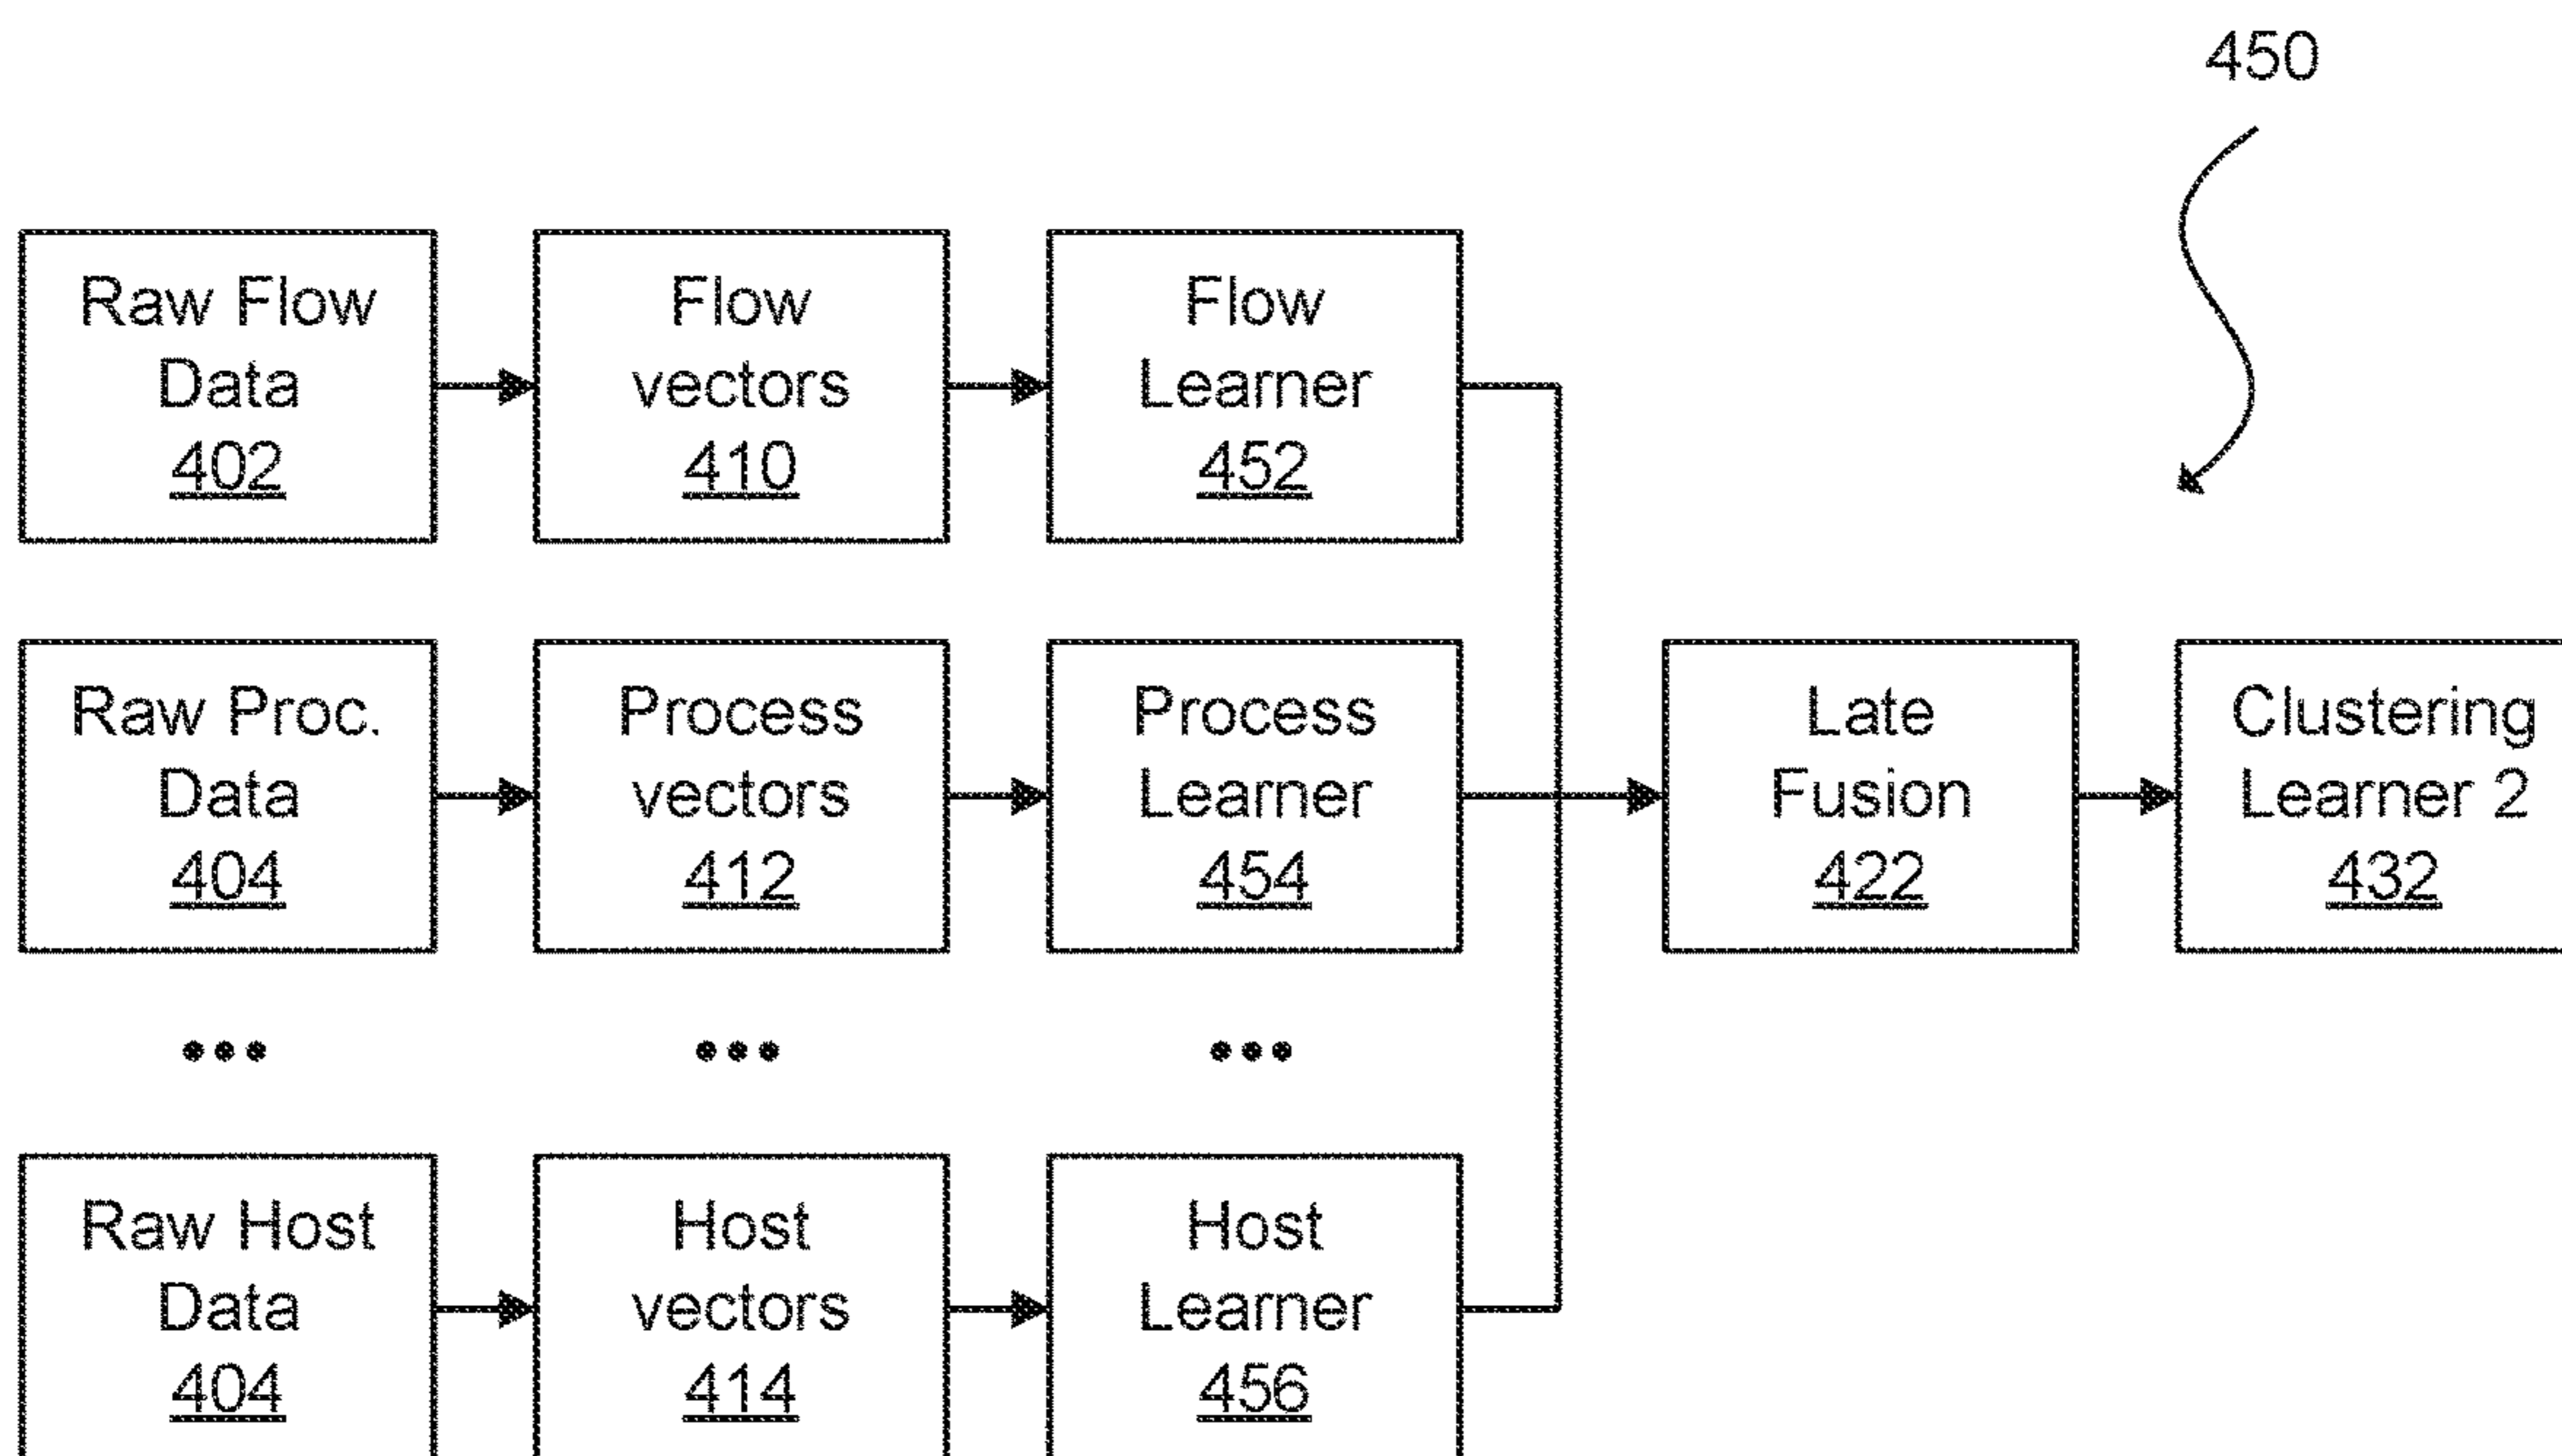 450
Raw Flow
Data
402
Flow
vectors
410
Flow
Learner
452
Raw Proc.
Data
404
Process
vectors
412
Process
Learner
454
Late
Fusion
422
Clustering
Learner 2
432
•••
•••
•••
Raw Host
Data
404
Host
vectors
414
Host
Learner
456